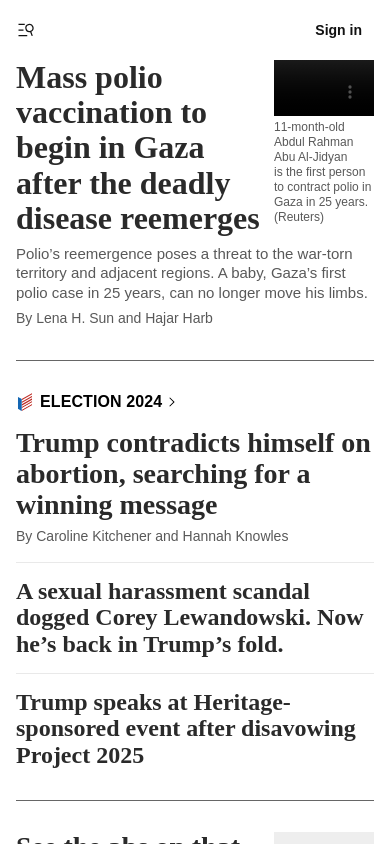 Sign in
Mass polio
vaccination to
begin in Gaza
after the deadly
disease reemerges
11-month-old
Abdul Rahman
Abu Al-Jidyan
is the first person
to contract polio in
Gaza in 25 years.
(Reuters)
Polio’s reemergence poses a threat to the war-torn
territory and adjacent regions. A baby, Gaza’s first
polio case in 25 years, can no longer move his limbs.
By Lena H. Sun and Hajar Harb
ELECTION 2024
Trump contradicts himself on
abortion, searching for a
winning message
By Caroline Kitchener and Hannah Knowles
A sexual harassment scandal
dogged Corey Lewandowski. Now
he’s back in Trump’s fold.
Trump speaks at Heritage-
sponsored event after disavowing
Project 2025
See the abs on that